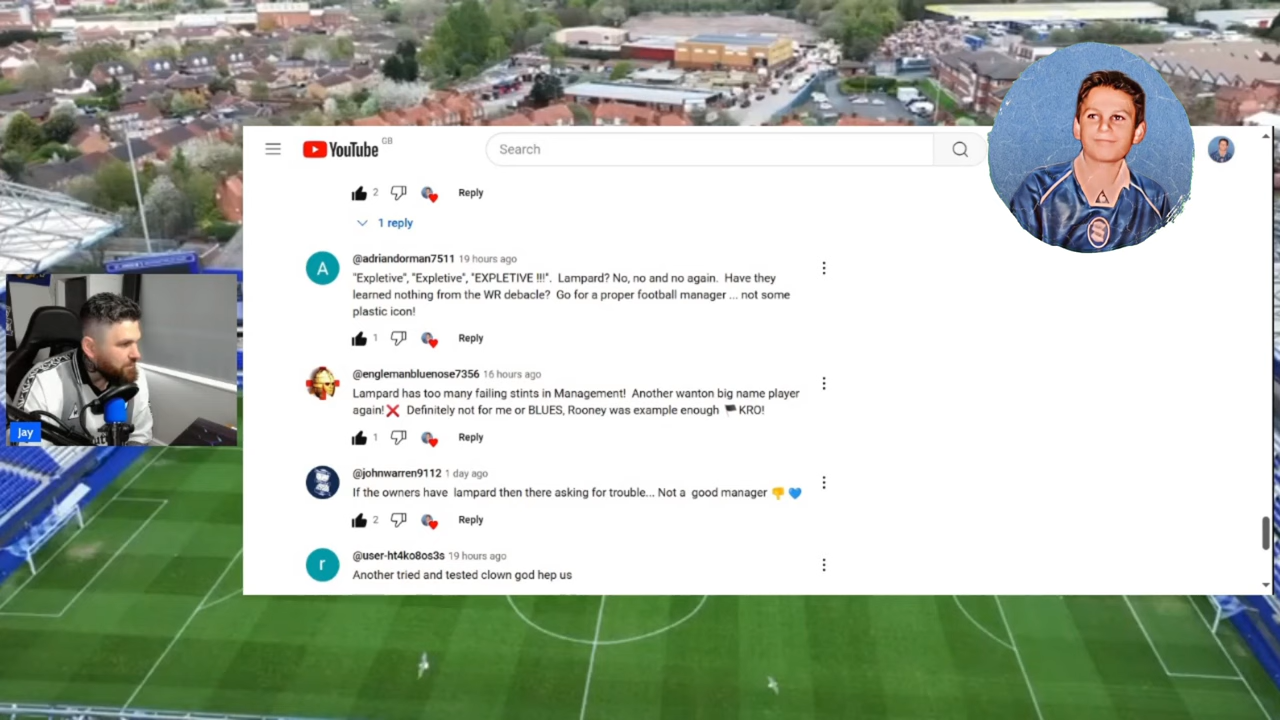 YouTube GB
Search
2 Reply
1 reply
A
@adriandorman7511 19 hours ago
"Expletive", "Expletive", "EXPLETIVE !!!". Lampard? No, no and no again. Have they
learned nothing from the WR debacle? Go for a proper football manager ... not some
plastic icon!
1 Reply
@englemanbluenose7356 16 hours ago
Lampard has too many failing stints in Management! Another wanton big name player
again!❌ Definitely not for me or BLUES, Rooney was example enough 🏴KRO!
1 Reply
@johnwarren9112 1 day ago
If the owners have lampard then there asking for trouble... Not a good manager 👎💙
2 Reply
r
@user-ht4ko8os3s 19 hours ago
Another tried and tested clown god hep us
Jay